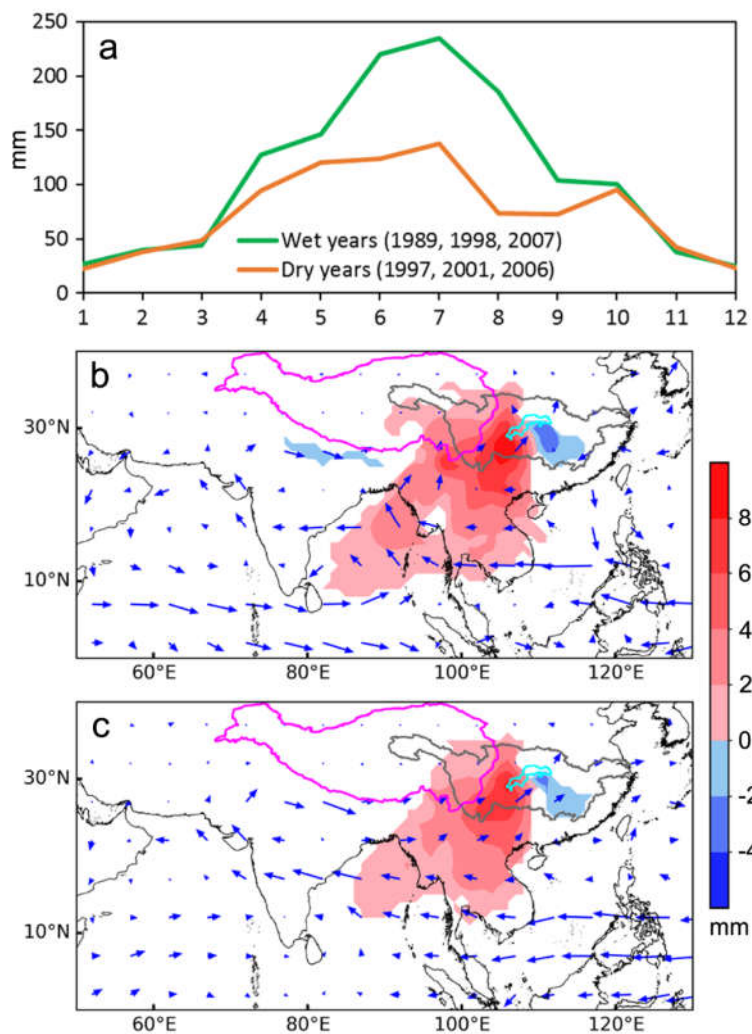 a
250
200
150
100
50
0
mm
Wet years (1989, 1998, 2007)
Dry years (1997, 2001, 2006)
1 2 3 4 5 6 7 8 9 10 11 12
b
30°N
10°N
60°E 80°E 100°E 120°E
c
30°N
10°N
60°E 80°E 100°E 120°E
8
6
4
2
0
-2
-4
mm